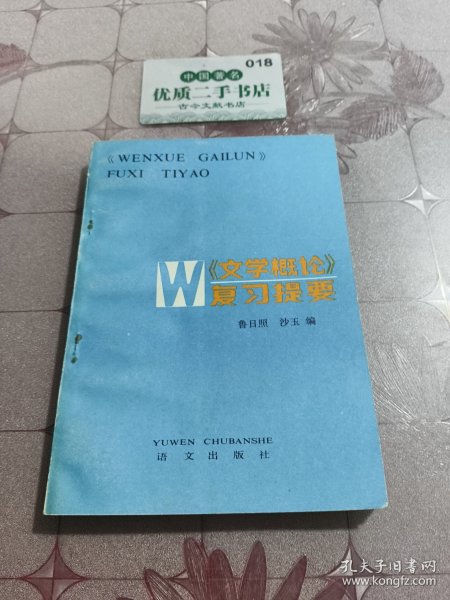 018
中国著名
优质二手书店
古今文献书店
《WENXUE GAILUN》
FUXI TIYAO
W
《文学概论》
复习提要
鲁日照 沙玉 编
YUWEN CHUBANSHE
语文出版社
孔夫子旧书网
www.kongfz.com